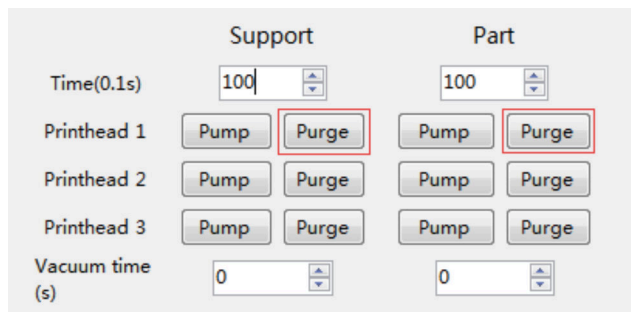 Support Part
Time(0.1s) 100 100
Printhead 1 Pump Purge Pump Purge
Printhead 2 Pump Purge Pump Purge
Printhead 3 Pump Purge Pump Purge
Vacuum time
(s) 0 0